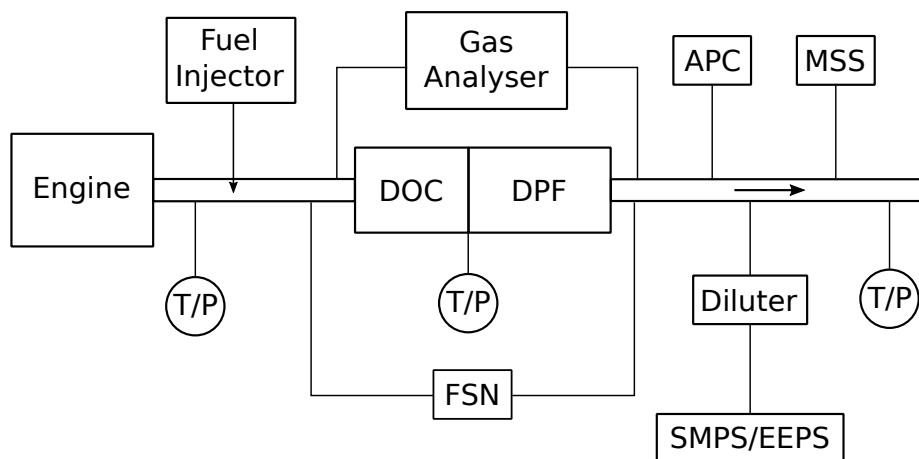 Fuel
Injector
Gas
Analyser
APC
MSS
Engine
DOC
DPF
T/P
T/P
Diluter
T/P
FSN
SMPS/EEPS